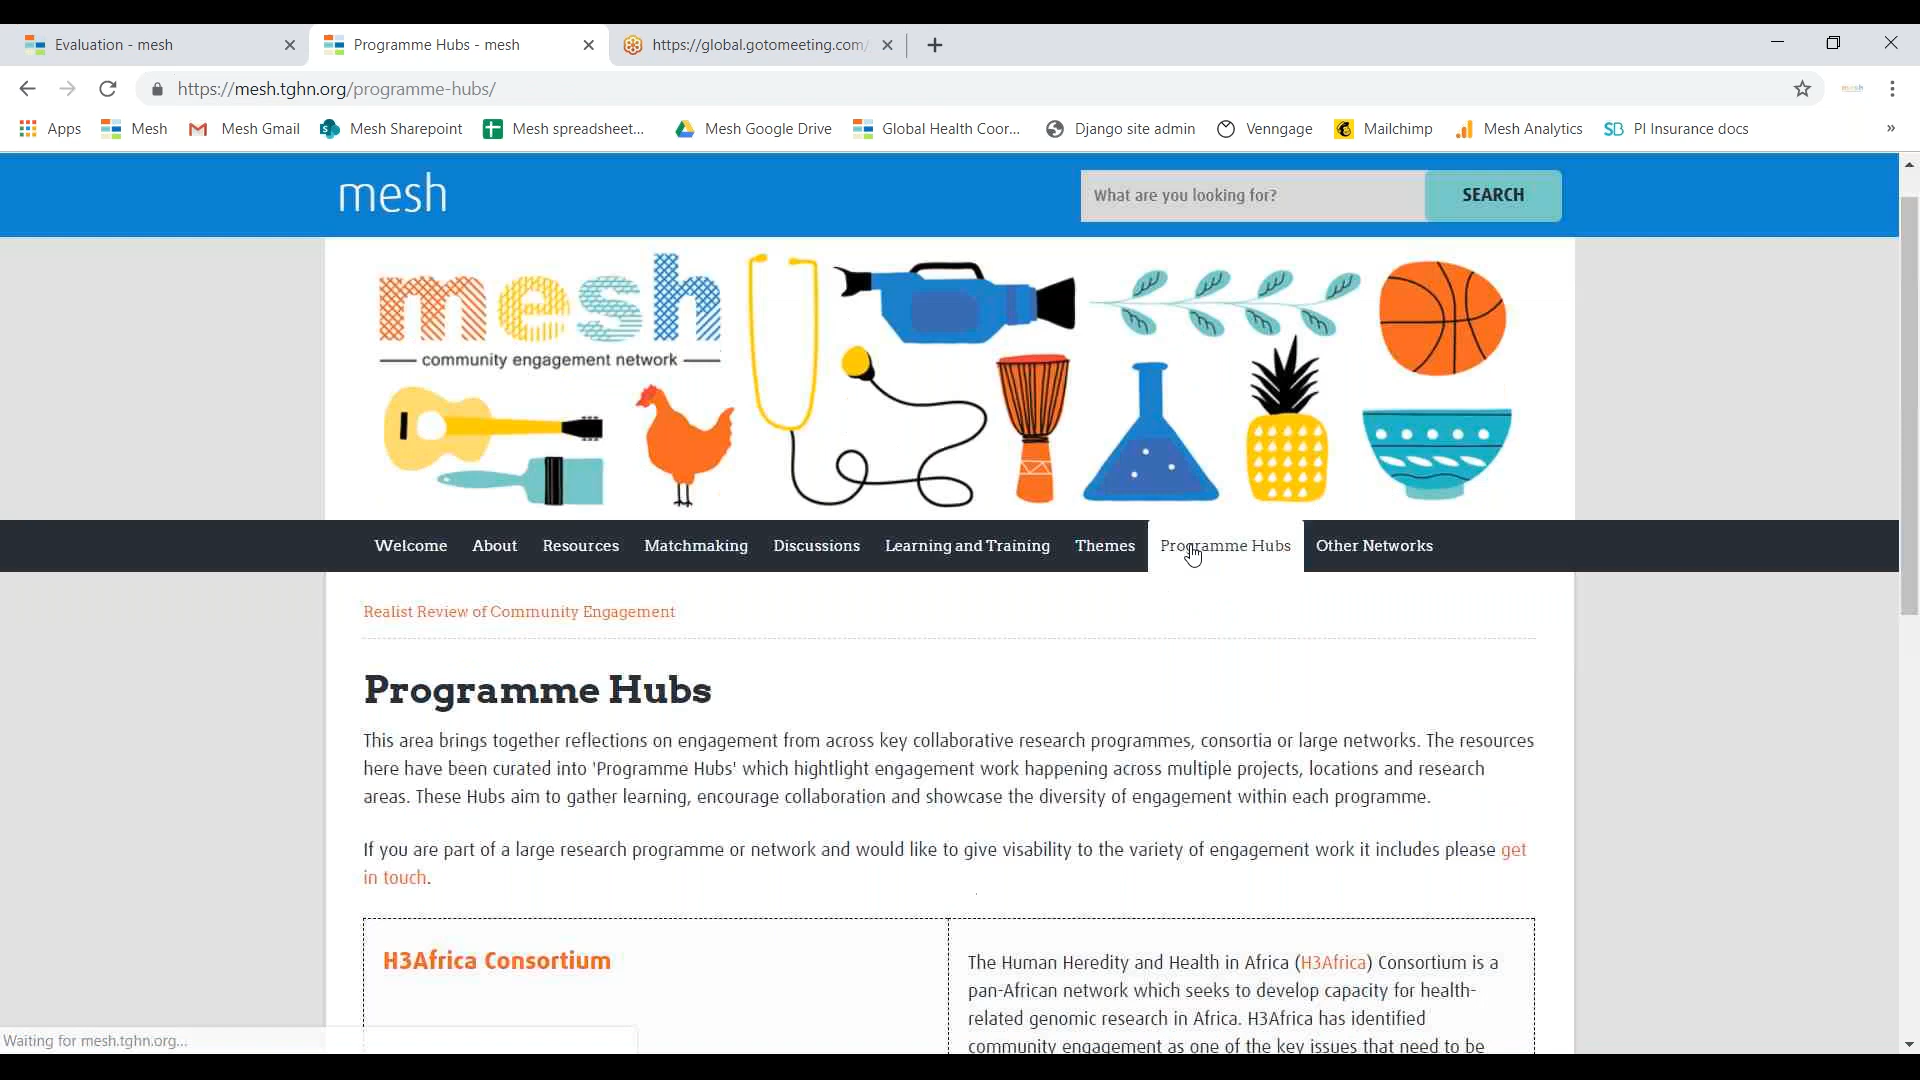 Evaluation - mesh
Programme Hubs - mesh
https://global.gotomeeting.com/
https://mesh.tghn.org/programme-hubs/
mesh
Apps
Mesh
Mesh Gmail
Mesh Sharepoint
Mesh spreadsheet...
Mesh Google Drive
Global Health Coor...
Django site admin
Venngage
Mailchimp
Mesh Analytics
SB
PI Insurance docs
»
mesh
What are you looking for?
SEARCH
mesh
community engagement network
Welcome
About
Resources
Matchmaking
Discussions
Learning and Training
Themes
Programme Hubs
Other Networks
Realist Review of Community Engagement
Programme Hubs
This area brings together reflections on engagement from across key collaborative research programmes, consortia or large networks. The resources
here have been curated into 'Programme Hubs' which hightlight engagement work happening across multiple projects, locations and research
areas. These Hubs aim to gather learning, encourage collaboration and showcase the diversity of engagement within each programme.
If you are part of a large research programme or network and would like to give visability to the variety of engagement work it includes please get
in touch.
H3Africa Consortium
The Human Heredity and Health in Africa (H3Africa) Consortium is a
pan-African network which seeks to develop capacity for health-
related genomic research in Africa. H3Africa has identified
community engagement as one of the key issues that need to be
Waiting for mesh.tghn.org...